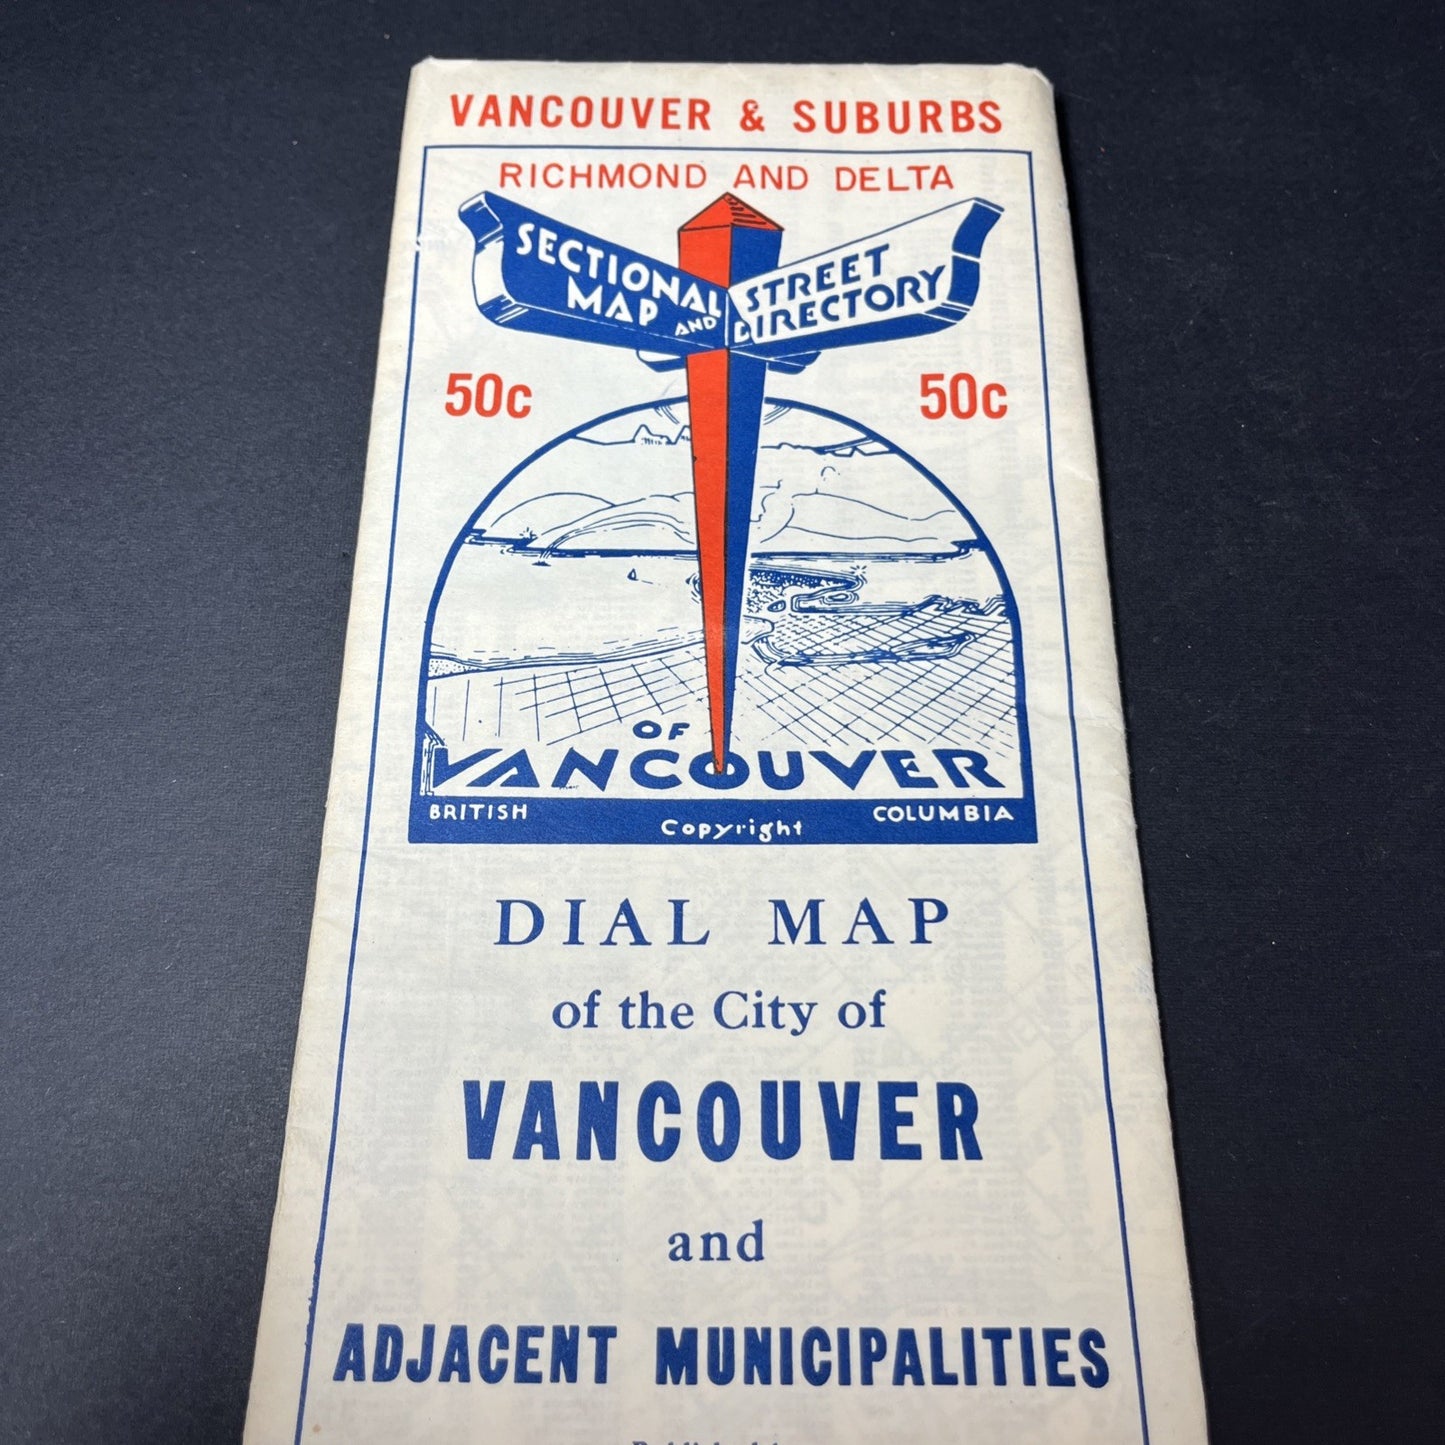 VANCOUVER & SUBURBS
RICHMOND AND DELTA
SECTIONAL
MAP AND
STREET
DIRECTORY
50c
50c
OF
VANCOUVER
BRITISH
Copyright
COLUMBIA
DIAL MAP
of the City of
VANCOUVER
and
ADJACENT MUNICIPALITIES